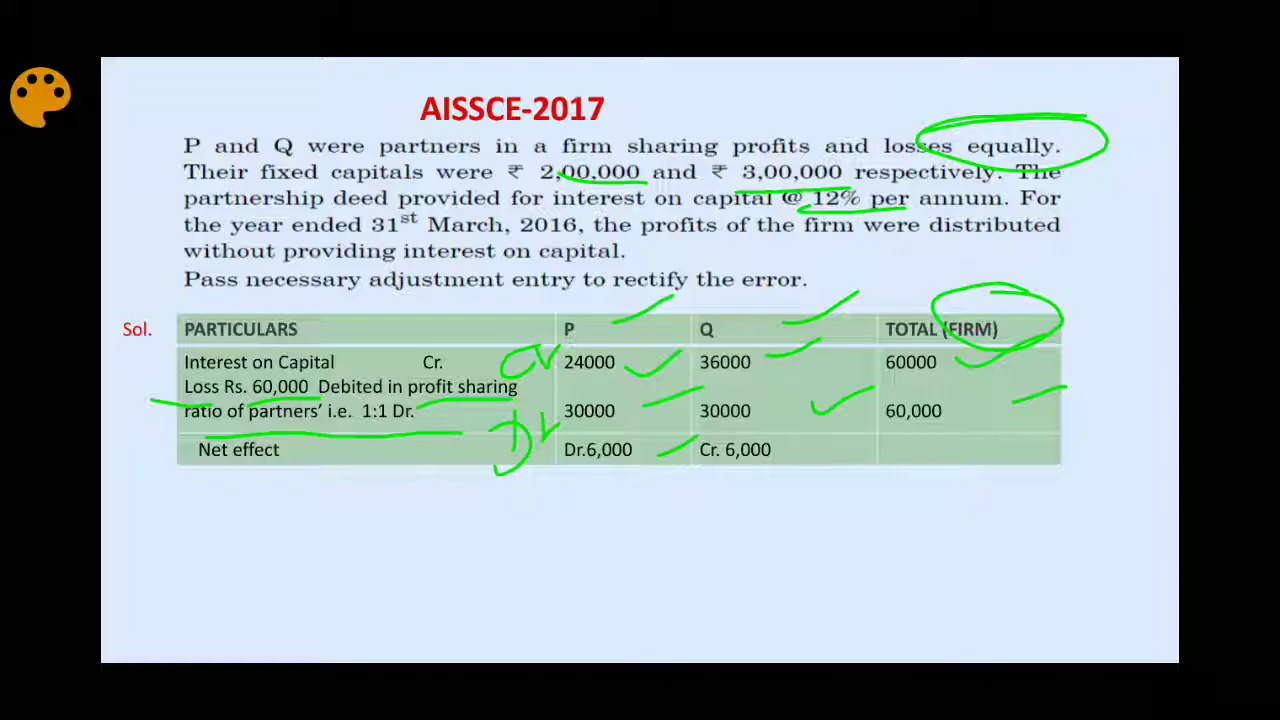 AISSCE-2017
P and Q were partners in a firm sharing profits and losses equally.
Their fixed capitals were ₹ 2,00,000 and ₹ 3,00,000 respectively. The
partnership deed provided for interest on capital @ 12% per annum. For
the year ended 31st March, 2016, the profits of the firm were distributed
without providing interest on capital.
Pass necessary adjustment entry to rectify the error.
Sol. PARTICULARS P Q TOTAL (FIRM)
Interest on Capital Cr. Cr 24000 36000 60000
Loss Rs. 60,000 Debited in profit sharing
ratio of partners’ i.e. 1:1 Dr. Dr 30000 30000 60,000
Net effect Dr.6,000 Cr. 6,000